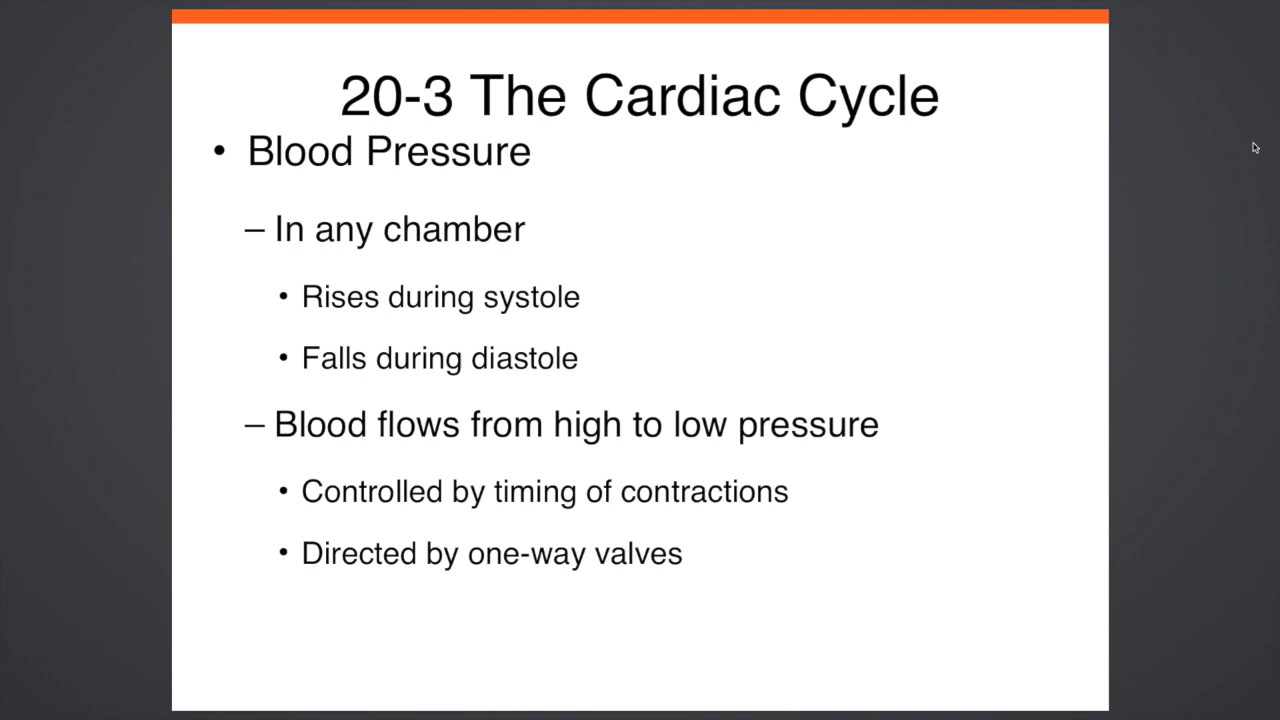 20-3 The Cardiac Cycle
• Blood Pressure
– In any chamber
• Rises during systole
• Falls during diastole
– Blood flows from high to low pressure
• Controlled by timing of contractions
• Directed by one-way valves